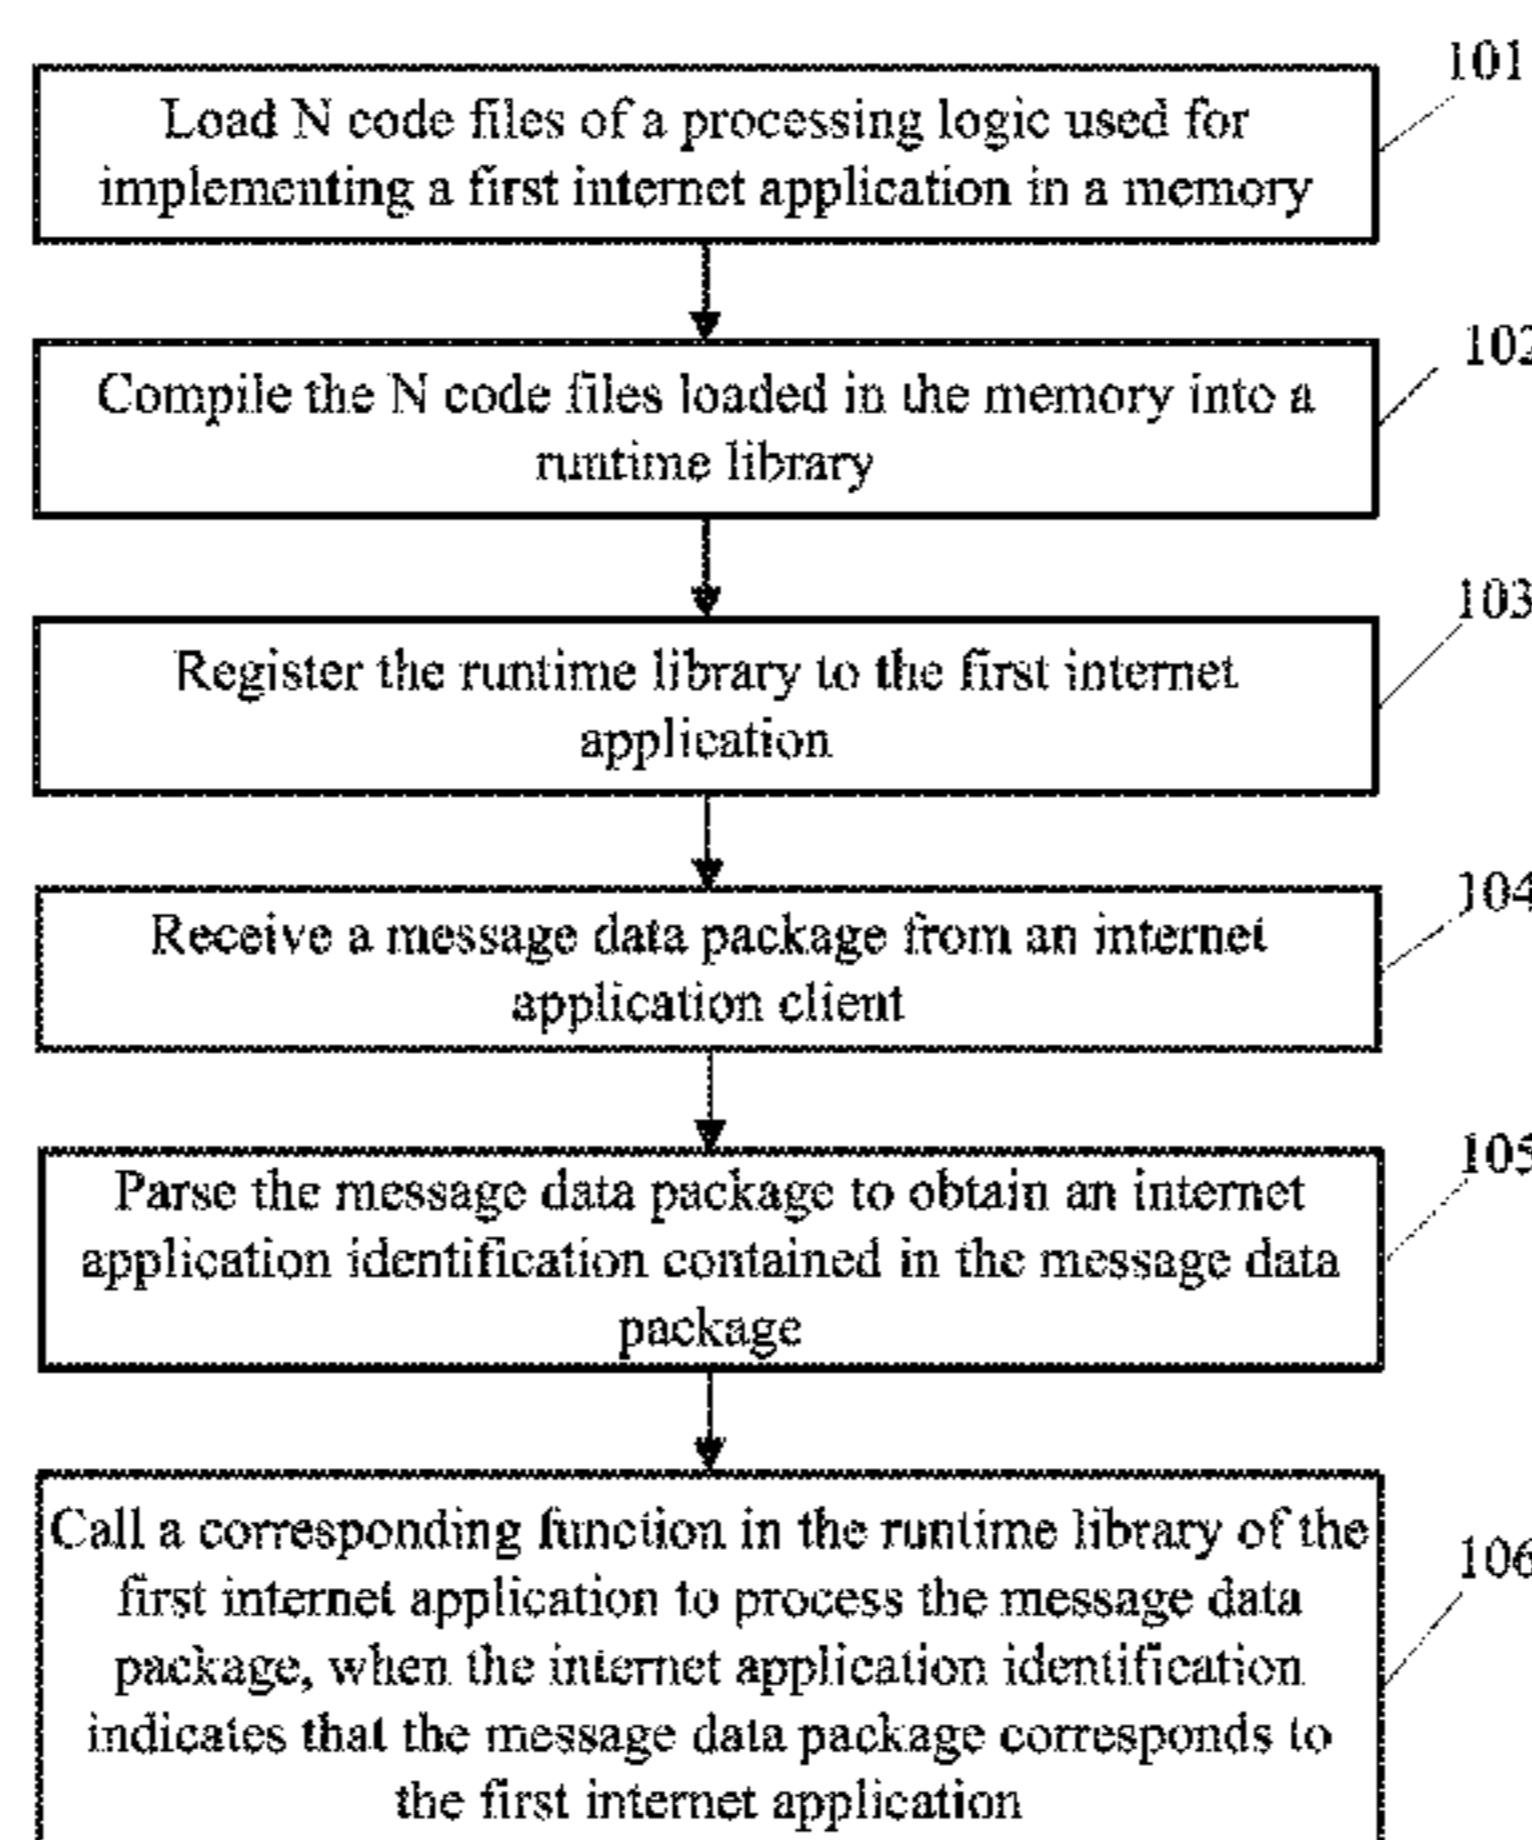 101
Load N code files of a processing logic used for
implementing a first internet application in a memory
102
Compile the N code files loaded in the memory into a
runtime library
103
Register the runtime library to the first internet
application
104
Receive a message data package from an internet
application client
105
Parse the message data package to obtain an internet
application identification contained in the message data
package
106
Call a corresponding function in the runtime library of the
first internet application to process the message data
package, when the internet application identification
indicates that the message data package corresponds to
the first internet application